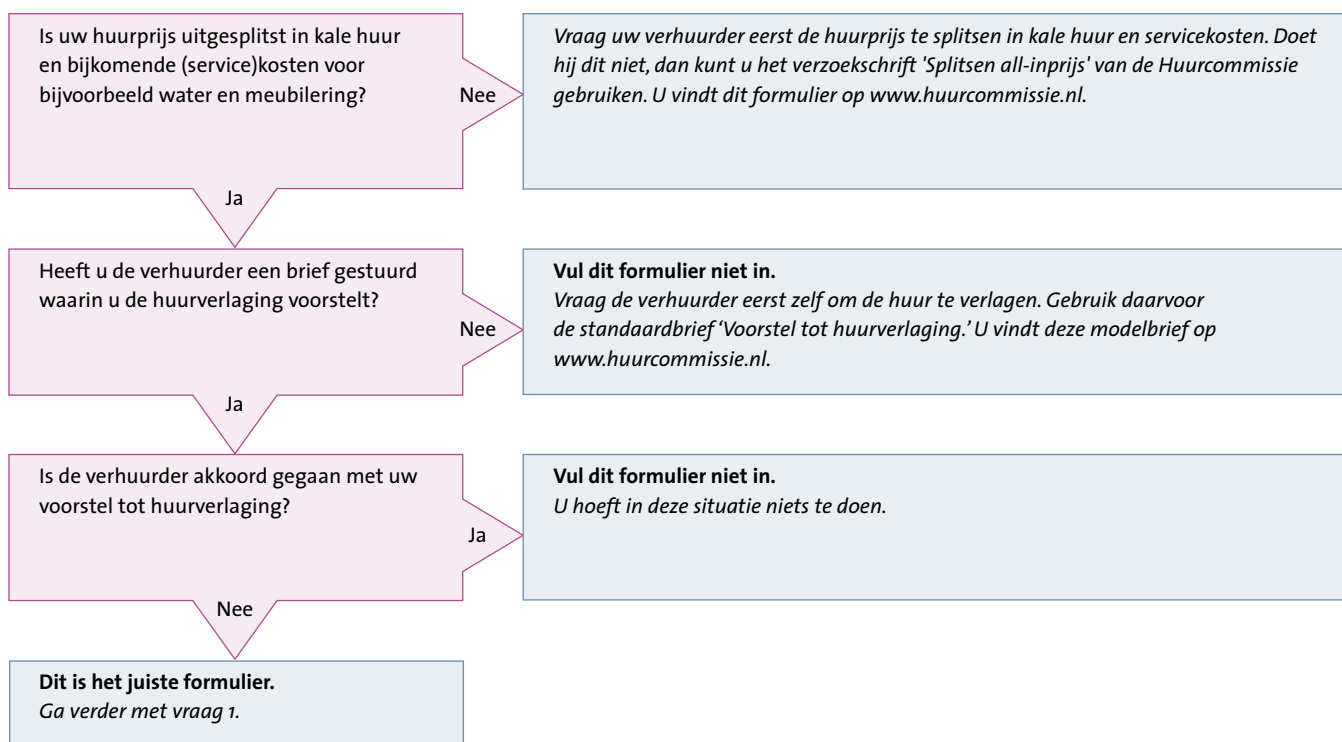 Is uw huurprijs uitgesplitst in kale huur
en bijkomende (service)kosten voor
bijvoorbeeld water en meubilering?
Nee
Vraag uw verhuurder eerst de huurprijs te splitsen in kale huur en servicekosten. Doet
hij dit niet, dan kunt u het verzoekschrift 'Splitsen all-inprijs' van de Huurcommissie
gebruiken. U vindt dit formulier op www.huurcommissie.nl.
Ja
Heeft u de verhuurder een brief gestuurd
waarin u de huurverlaging voorstelt?
Nee
Vul dit formulier niet in.
Vraag de verhuurder eerst zelf om de huur te verlagen. Gebruik daarvoor
de standaardbrief ‘Voorstel tot huurverlaging.’ U vindt deze modelbrief op
www.huurcommissie.nl.
Ja
Is de verhuurder akkoord gegaan met uw
voorstel tot huurverlaging?
Ja
Vul dit formulier niet in.
U hoeft in deze situatie niets te doen.
Nee
Dit is het juiste formulier.
Ga verder met vraag 1.